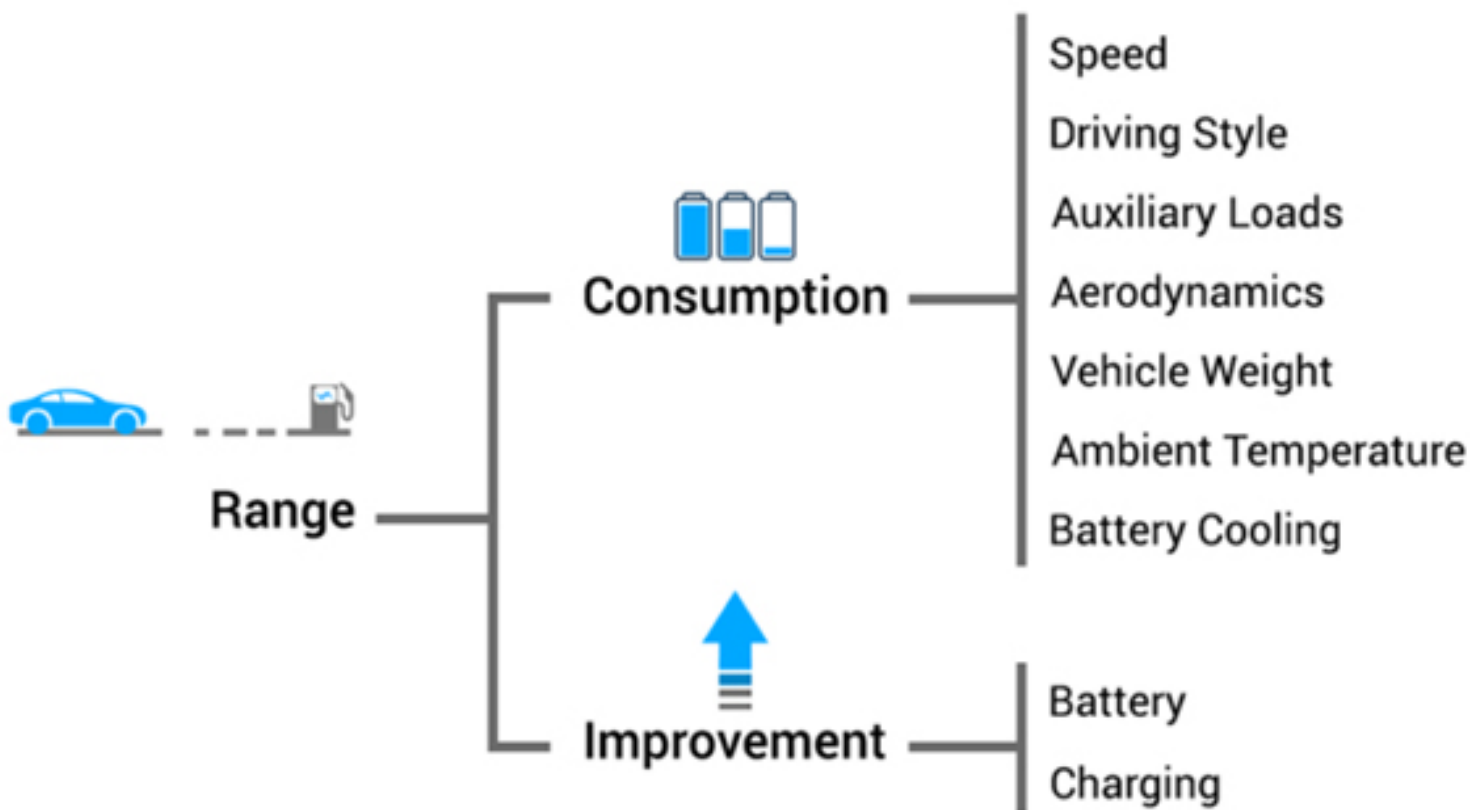 Speed
Driving Style
Auxiliary Loads
Consumption
Aerodynamics
Vehicle Weight
Ambient Temperature
Range
Battery Cooling
Battery
Improvement
Charging